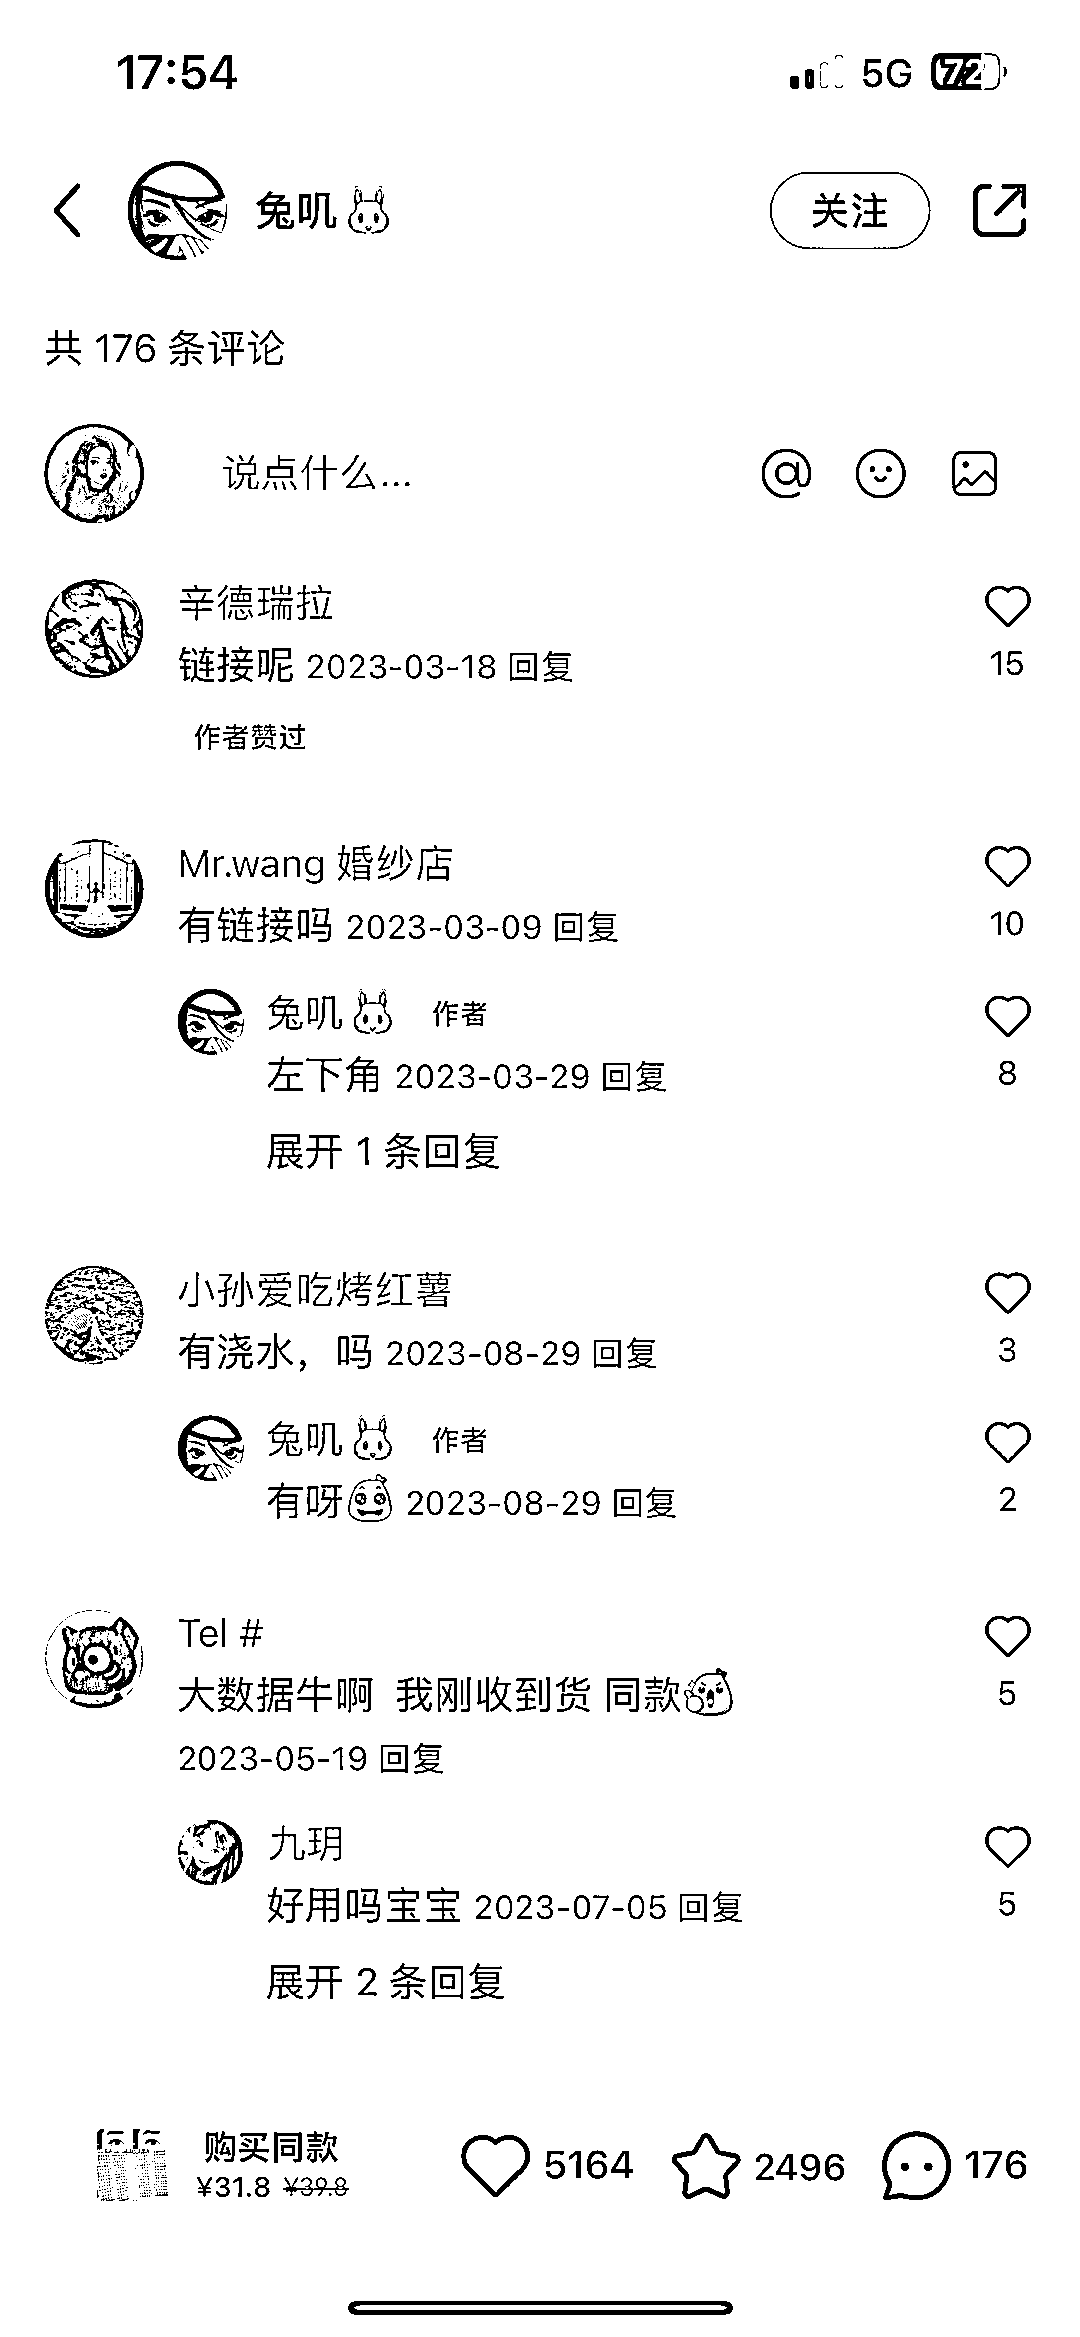 17:54 5G 72
兔叽 关注
共 176 条评论
说点什么...
辛德瑞拉
链接呢 2023-03-18 回复
15
作者赞过
Mr.wang 婚纱店
有链接吗 2023-03-09 回复
10
兔叽 作者
左下角 2023-03-29 回复
8
展开 1 条回复
小孙爱吃烤红薯
有浇水，吗 2023-08-29 回复
3
兔叽 作者
有呀 2023-08-29 回复
2
Tel #
大数据牛啊 我刚收到货 同款
5
2023-05-19 回复
九玥
好用吗宝宝 2023-07-05 回复
5
展开 2 条回复
购买同款
¥31.8 ¥39.8
5164 2496 176